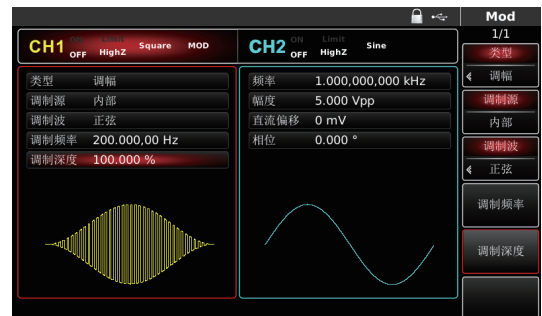 Mod
1/1
CH1 ON OFF Limit HighZ Square MOD
CH2 ON OFF Limit HighZ Sine
类型 调幅
调制源 内部
调制波 正弦
调制频率 200.000,00 Hz
调制深度 100.000 %
频率 1.000,000,000 kHz
幅度 5.000 Vpp
直流偏移 0 mV
相位 0.000 °
类型
调幅
调制源
内部
调制波
正弦
调制频率
调制深度